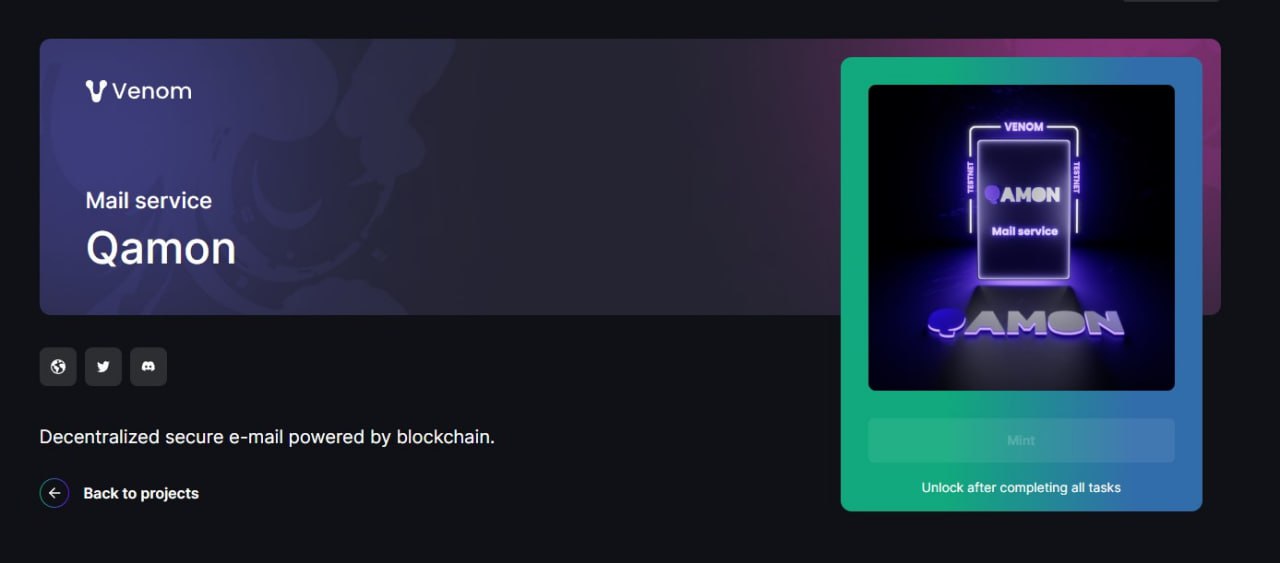 Venom
Mail service
Qamon
VENOM
TESTNET
TESTNET
QAMON
Mail service
QAMON
Decentralized secure e-mail powered by blockchain.
Mint
Back to projects
Unlock after completing all tasks